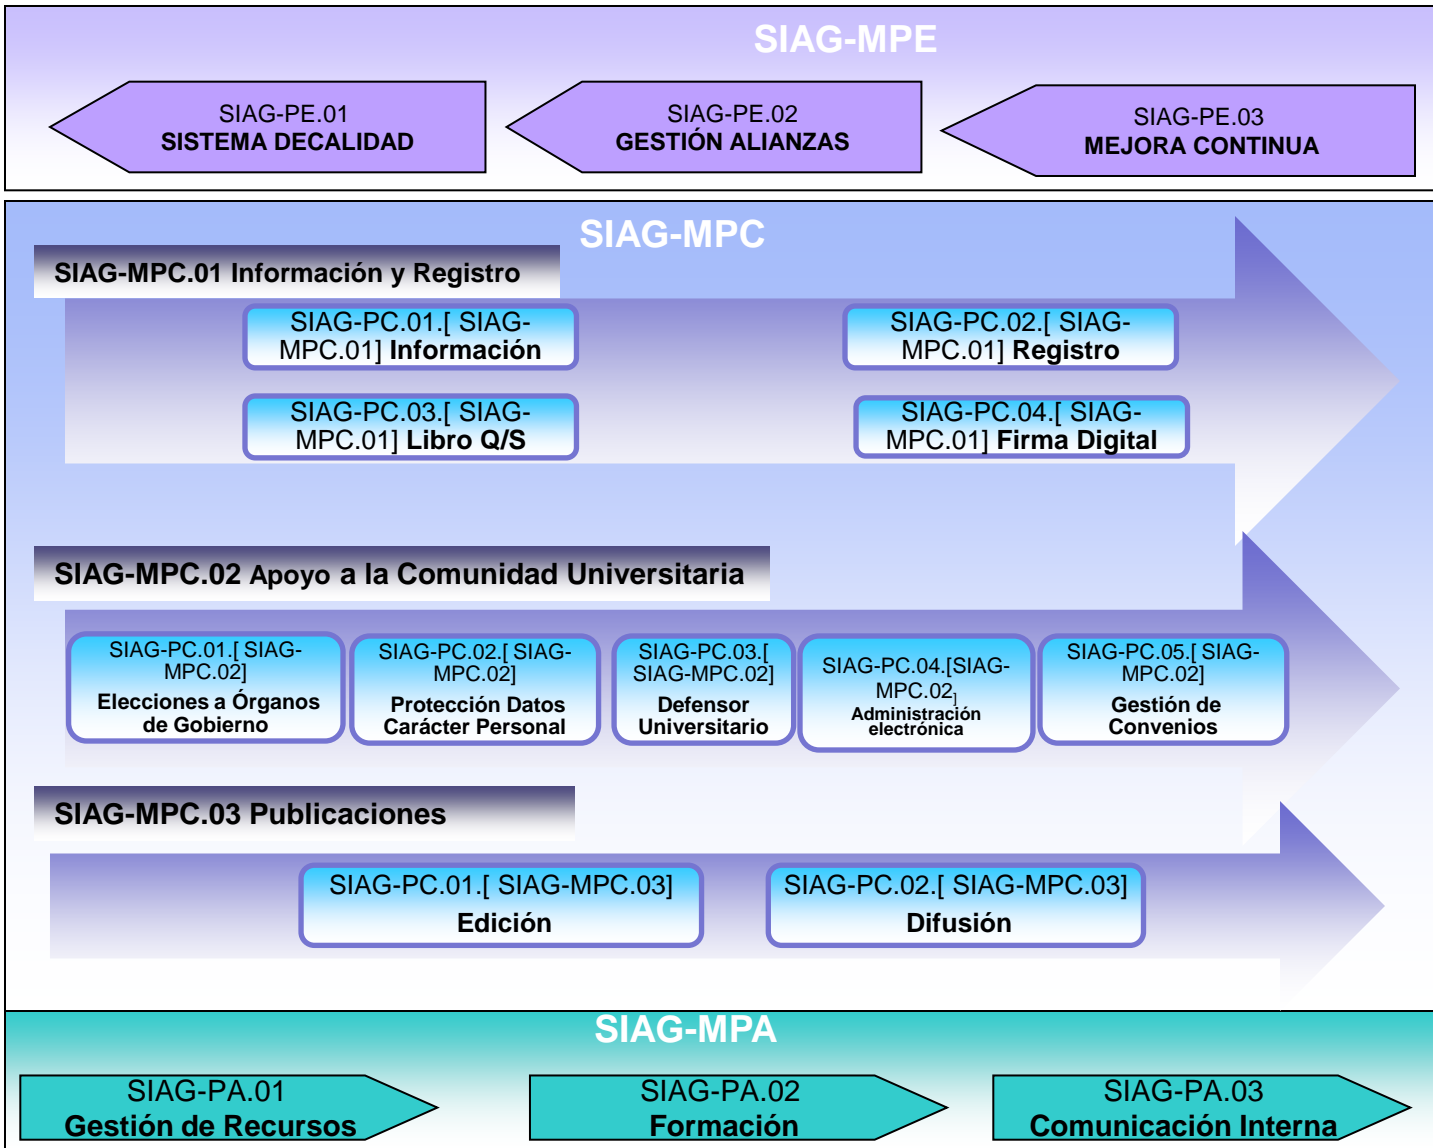 SIAG-MPE
SIAG-PE.01
SISTEMA DECALIDAD
SIAG-PE.02
GESTIÓN ALIANZAS
SIAG-PE.03
MEJORA CONTINUA
SIAG-MPC
SIAG-MPC.01 Información y Registro
SIAG-PC.01.[ SIAG-
MPC.01] Información
SIAG-PC.02.[ SIAG-
MPC.01] Registro
SIAG-PC.03.[ SIAG-
MPC.01] Libro Q/S
SIAG-PC.04.[ SIAG-
MPC.01] Firma Digital
SIAG-MPC.02 Apoyo a la Comunidad Universitaria
SIAG-PC.01.[ SIAG-
MPC.02]
Elecciones a Órganos
de Gobierno
SIAG-PC.02.[ SIAG-
MPC.02]
Protección Datos
Carácter Personal
SIAG-PC.03.[
SIAG-MPC.02]
Defensor
Universitario
SIAG-PC.04.[SIAG-
MPC.02]
Administración
electrónica
SIAG-PC.05.[ SIAG-
MPC.02]
Gestión de
Convenios
SIAG-MPC.03 Publicaciones
SIAG-PC.01.[ SIAG-MPC.03]
Edición
SIAG-PC.02.[ SIAG-MPC.03]
Difusión
SIAG-MPA
SIAG-PA.01
Gestión de Recursos
SIAG-PA.02
Formación
SIAG-PA.03
Comunicación Interna